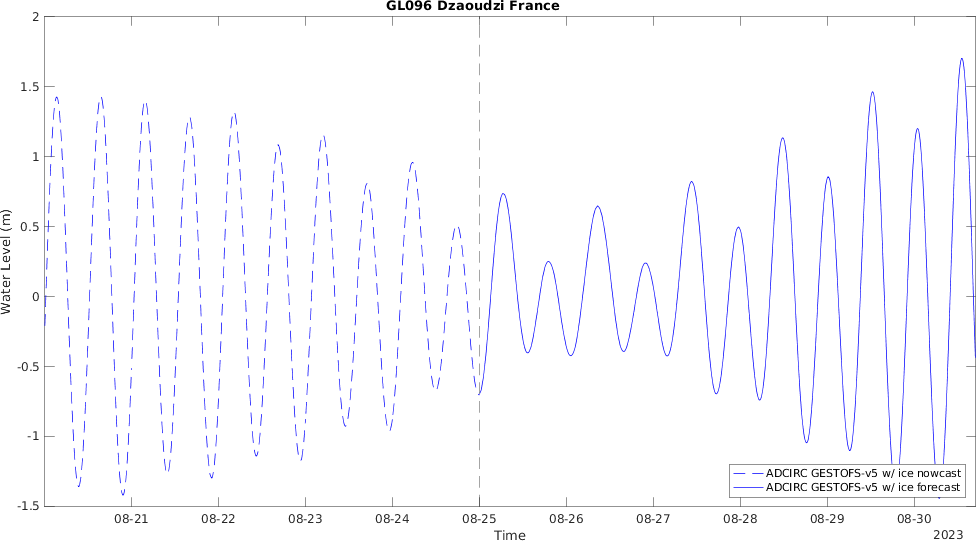 GL096 Dzaoudzi France
2
1.5
1
0.5
0
-0.5
-1
-1.5
Water Level (m)
ADCIRC GESTOFS-v5 w/ ice nowcast
ADCIRC GESTOFS-v5 w/ ice forecast
08-21 08-22 08-23 08-24 08-25 08-26 08-27 08-28 08-29 08-30
2023
Time